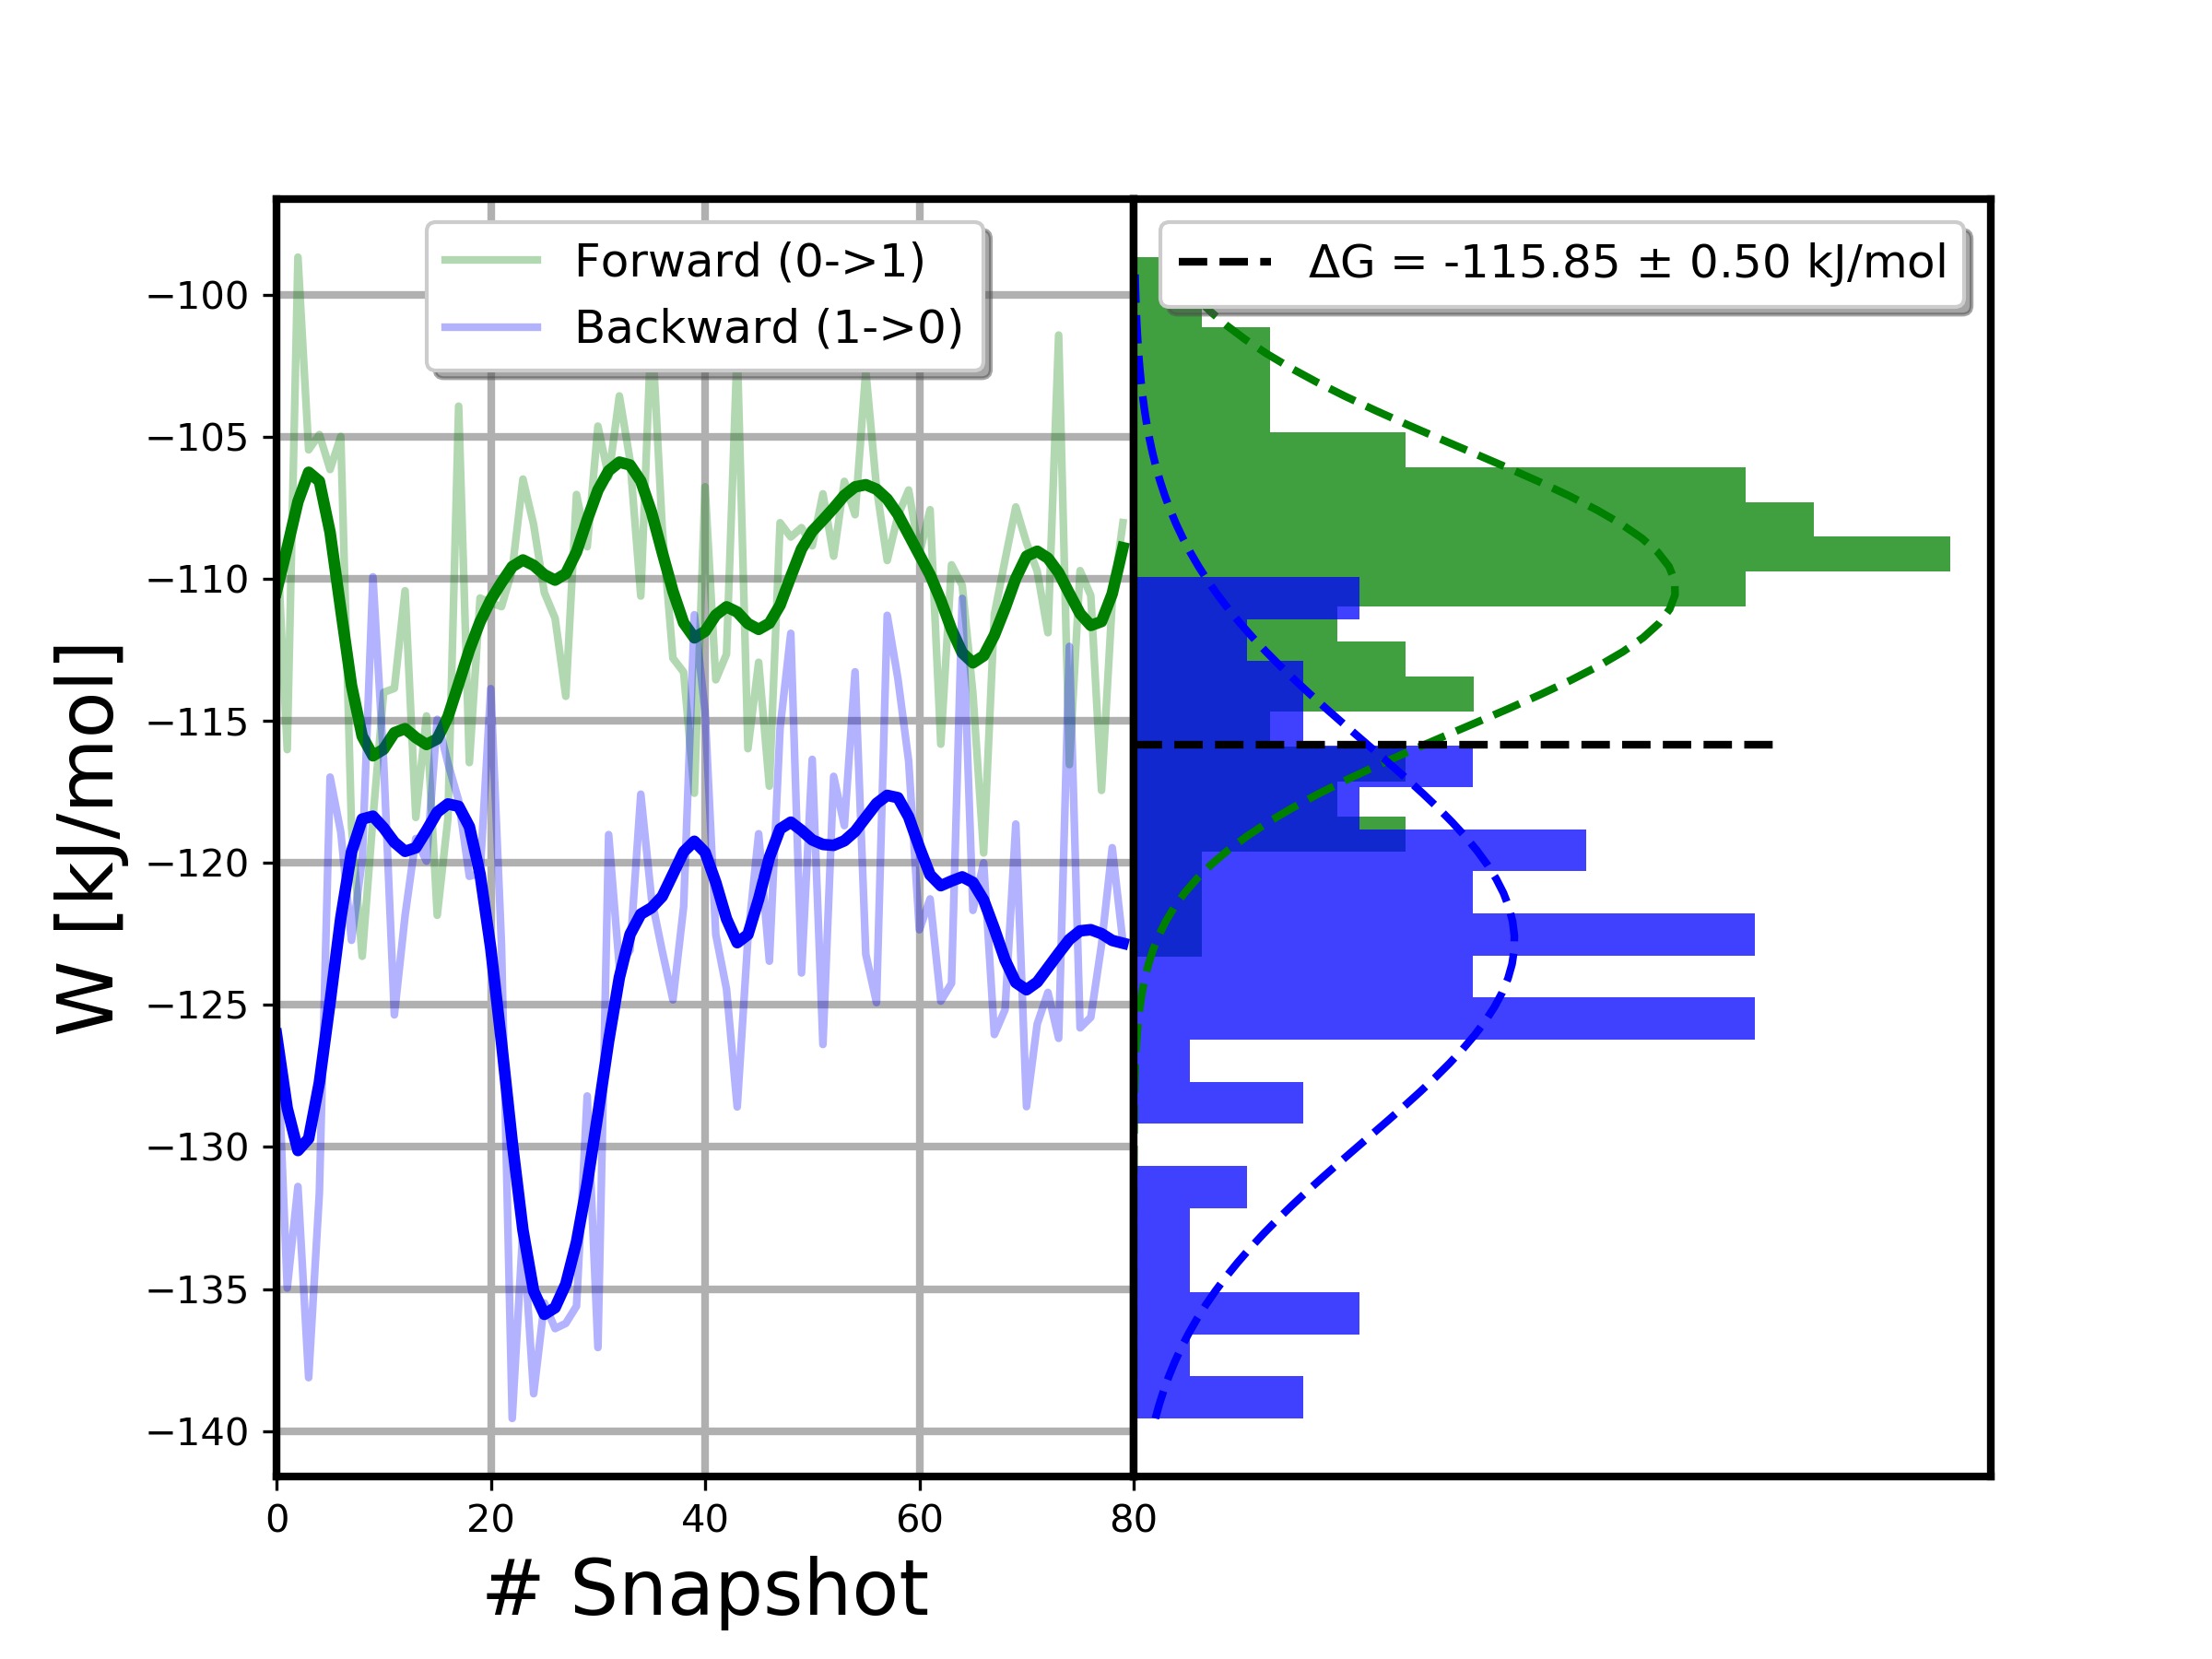 Forward (0->1)
Backward (1->0)
ΔG = -115.85 ± 0.50 kJ/mol
W [kJ/mol]
−100
−105
−110
−115
−120
−125
−130
−135
−140
0 20 40 60 80
# Snapshot